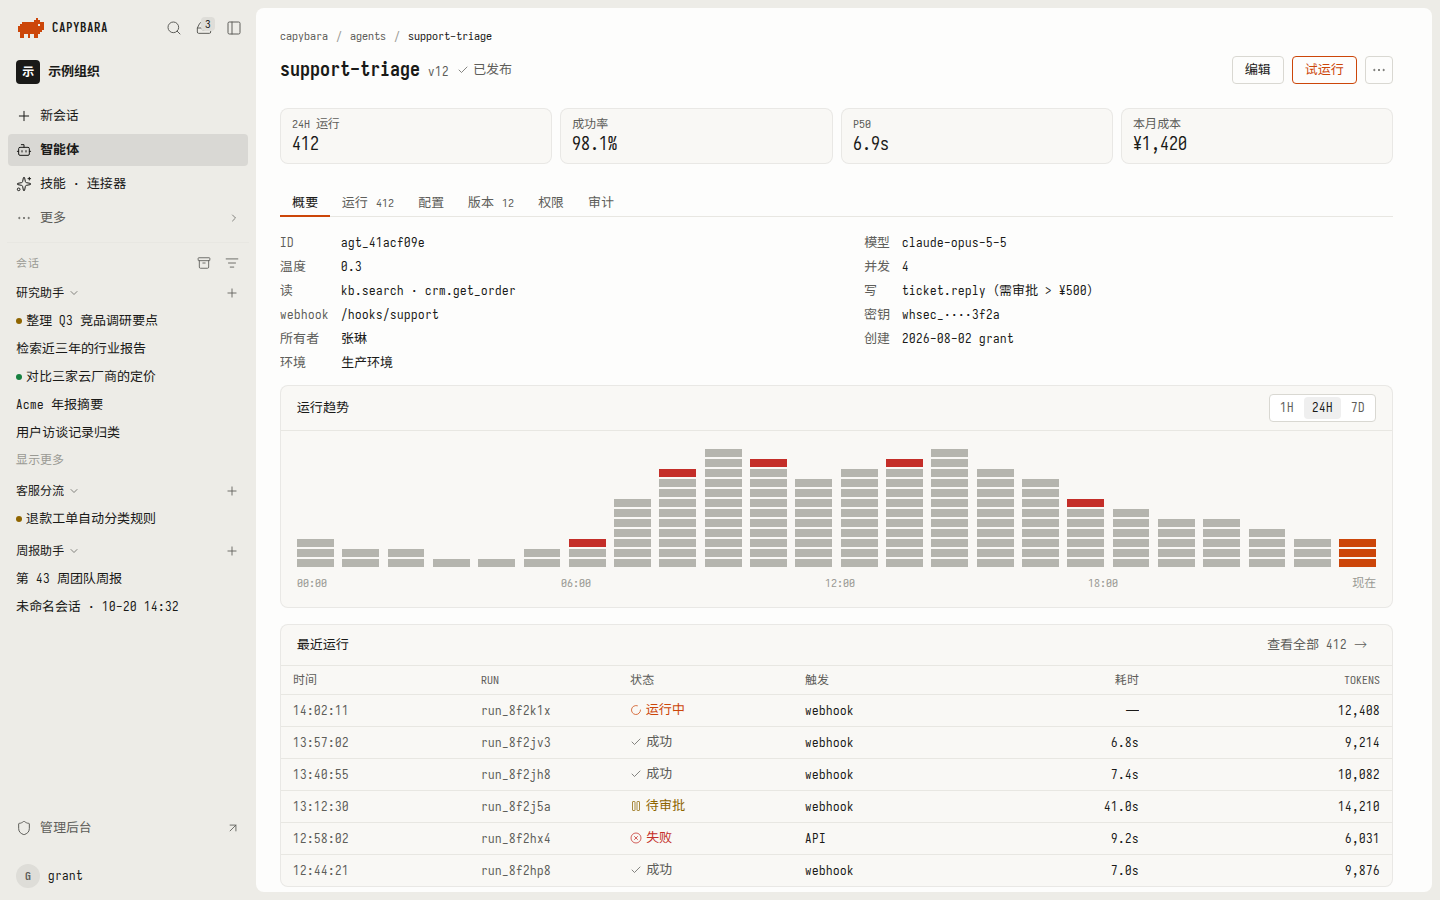 CAPYBARA
3
示 示例组织
新会话
智能体
技能 · 连接器
更多
会话
研究助手
整理 Q3 竞品调研要点
检索近三年的行业报告
对比三家云厂商的定价
Acme 年报摘要
用户访谈记录归类
显示更多
客服分流
退款工单自动分类规则
周报助手
第 43 周团队周报
未命名会话 · 10-20 14:32
管理后台
G grant
capybara / agents / support-triage
support-triage v12 已发布
编辑 试运行 ···
24H 运行
412
成功率
98.1%
P50
6.9s
本月成本
¥1,420
概要 运行 412 配置 版本 12 权限 审计
ID agt_41acf09e
模型 claude-opus-5-5
温度 0.3
并发 4
读 kb.search · crm.get_order
写 ticket.reply (需审批 > ¥500)
webhook /hooks/support
密钥 whsec_····3f2a
所有者 张琳
创建 2026-08-02 grant
环境 生产环境
运行趋势
1H 24H 7D
00:00 06:00 12:00 18:00 现在
最近运行
查看全部 412 →
时间 RUN 状态 触发 耗时 TOKENS
14:02:11 run_8f2k1x 运行中 webhook — 12,408
13:57:02 run_8f2jv3 成功 webhook 6.8s 9,214
13:40:55 run_8f2jh8 成功 webhook 7.4s 10,082
13:12:30 run_8f2j5a 待审批 webhook 41.0s 14,210
12:58:02 run_8f2hx4 失败 API 9.2s 6,031
12:44:21 run_8f2hp8 成功 webhook 7.0s 9,876